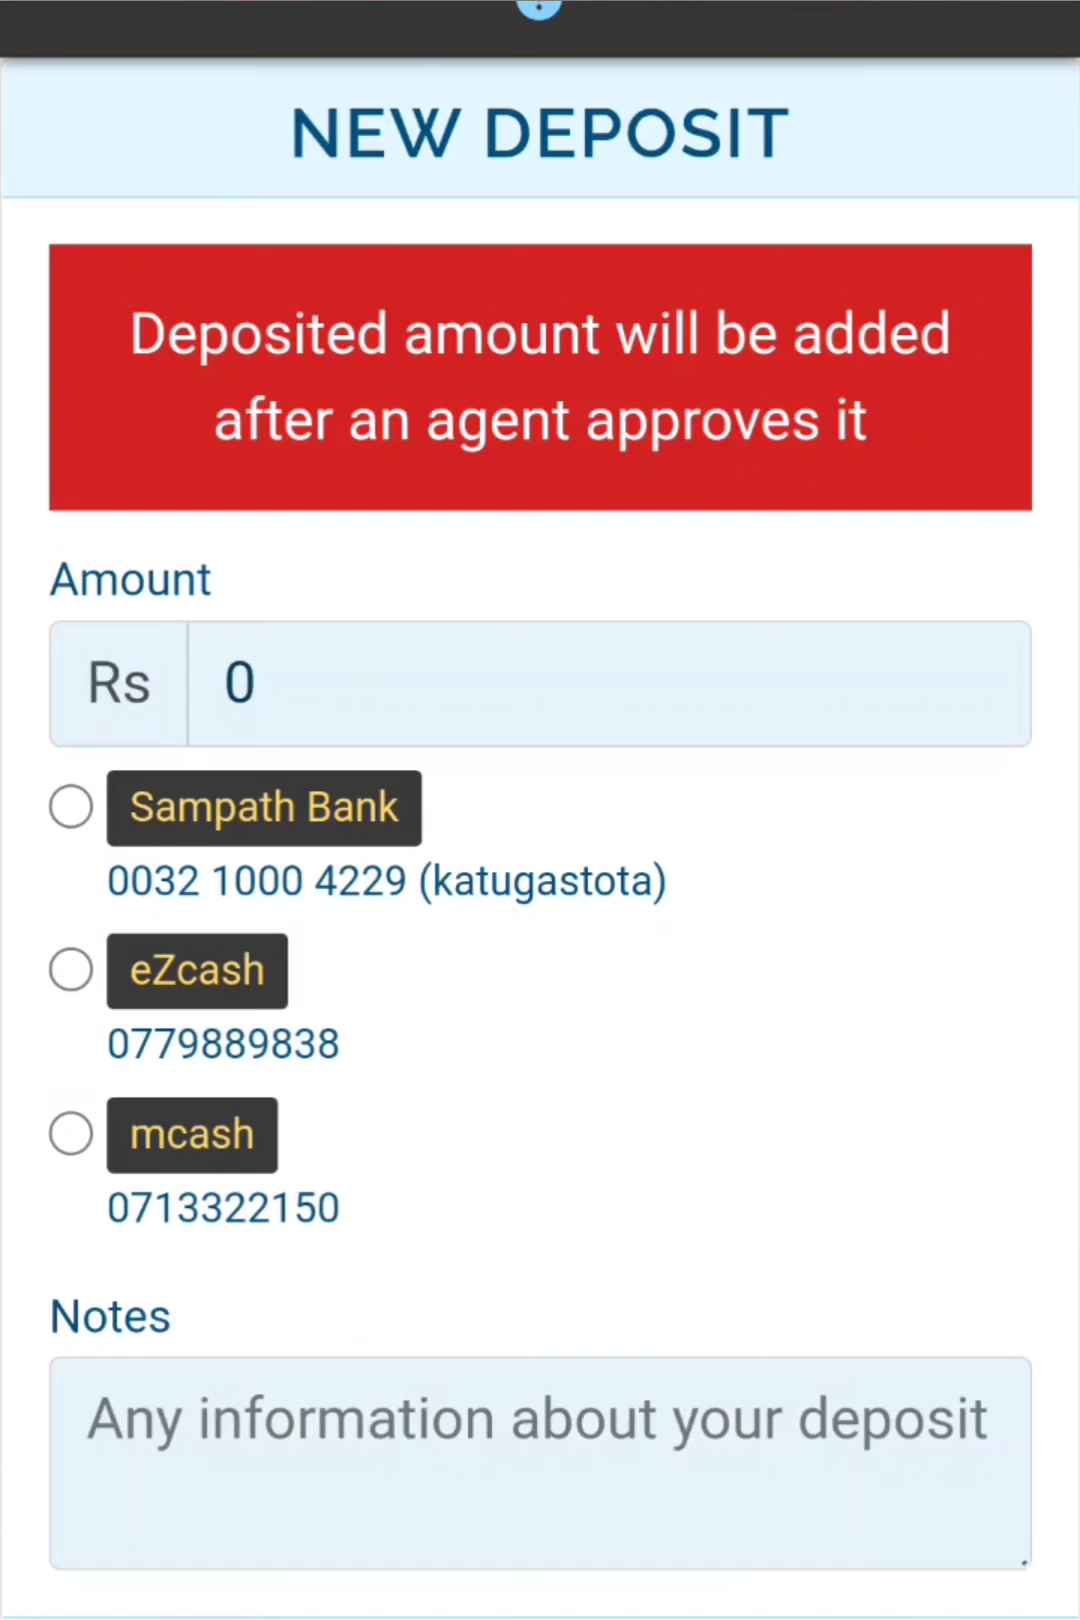 NEW DEPOSIT
Deposited amount will be added
after an agent approves it
Amount
Rs 0
Sampath Bank
0032 1000 4229 (katugastota)
eZcash
0779889838
mcash
0713322150
Notes
Any information about your deposit